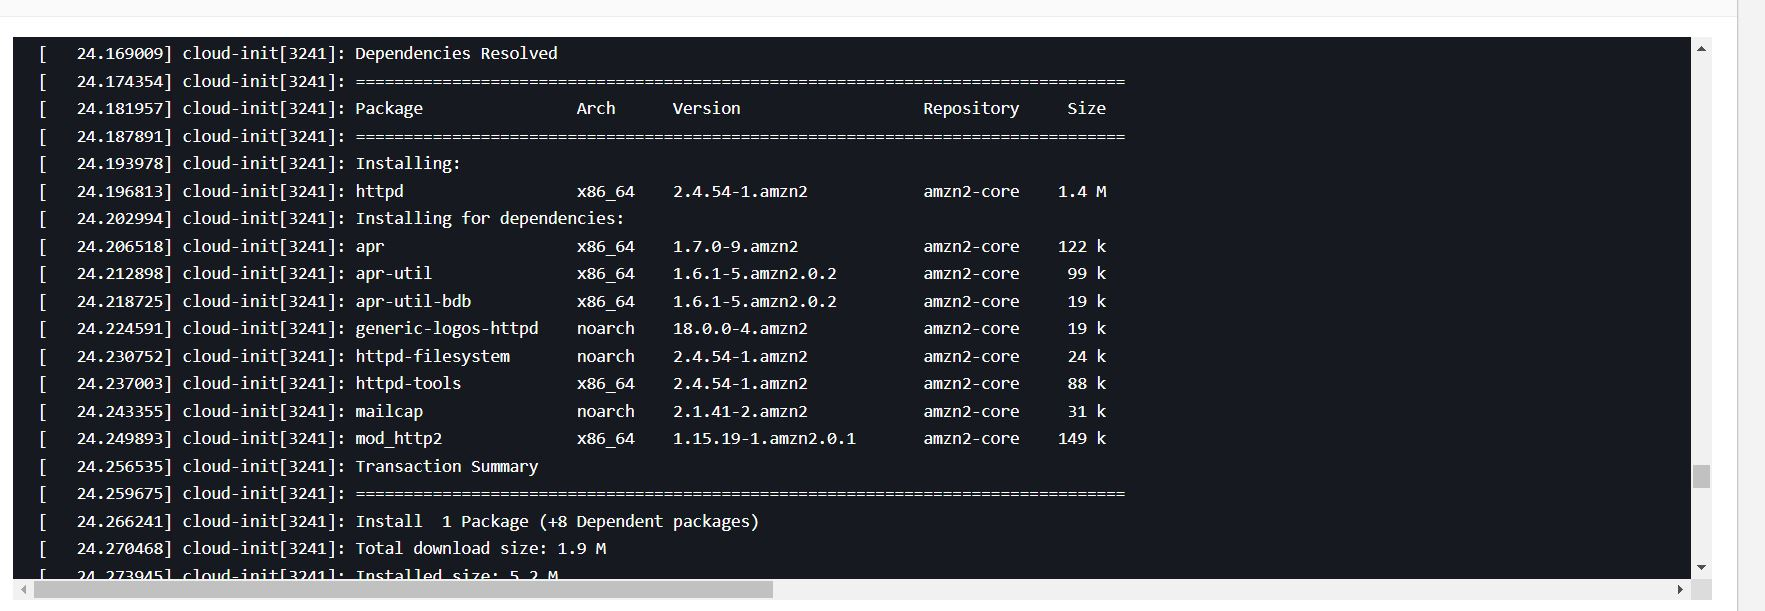 [   24.169009] cloud-init[3241]: Dependencies Resolved
[   24.174354] cloud-init[3241]: ================================================================================
[   24.181957] cloud-init[3241]: Package                Arch      Version                   Repository     Size
[   24.187891] cloud-init[3241]: ================================================================================
[   24.193978] cloud-init[3241]: Installing:
[   24.196813] cloud-init[3241]: httpd                  x86_64    2.4.54-1.amzn2            amzn2-core    1.4 M
[   24.202994] cloud-init[3241]: Installing for dependencies:
[   24.206518] cloud-init[3241]: apr                    x86_64    1.7.0-9.amzn2             amzn2-core    122 k
[   24.212898] cloud-init[3241]: apr-util               x86_64    1.6.1-5.amzn2.0.2         amzn2-core     99 k
[   24.218725] cloud-init[3241]: apr-util-bdb           x86_64    1.6.1-5.amzn2.0.2         amzn2-core     19 k
[   24.224591] cloud-init[3241]: generic-logos-httpd    noarch    18.0.0-4.amzn2            amzn2-core     19 k
[   24.230752] cloud-init[3241]: httpd-filesystem       noarch    2.4.54-1.amzn2            amzn2-core     24 k
[   24.237003] cloud-init[3241]: httpd-tools            x86_64    2.4.54-1.amzn2            amzn2-core     88 k
[   24.243355] cloud-init[3241]: mailcap                noarch    2.1.41-2.amzn2            amzn2-core     31 k
[   24.249893] cloud-init[3241]: mod_http2              x86_64    1.15.19-1.amzn2.0.1       amzn2-core    149 k
[   24.256535] cloud-init[3241]: Transaction Summary
[   24.259675] cloud-init[3241]: ================================================================================
[   24.266241] cloud-init[3241]: Install  1 Package (+8 Dependent packages)
[   24.270468] cloud-init[3241]: Total download size: 1.9 M
[   24.273945] cloud-init[3241]: Installed size: 5.2 M